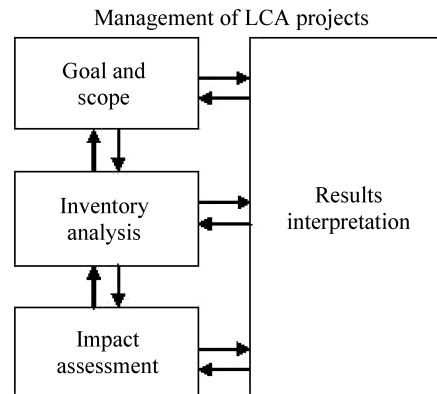 Management of LCA projects
Goal and
scope
Inventory
analysis
Results
interpretation
Impact
assessment